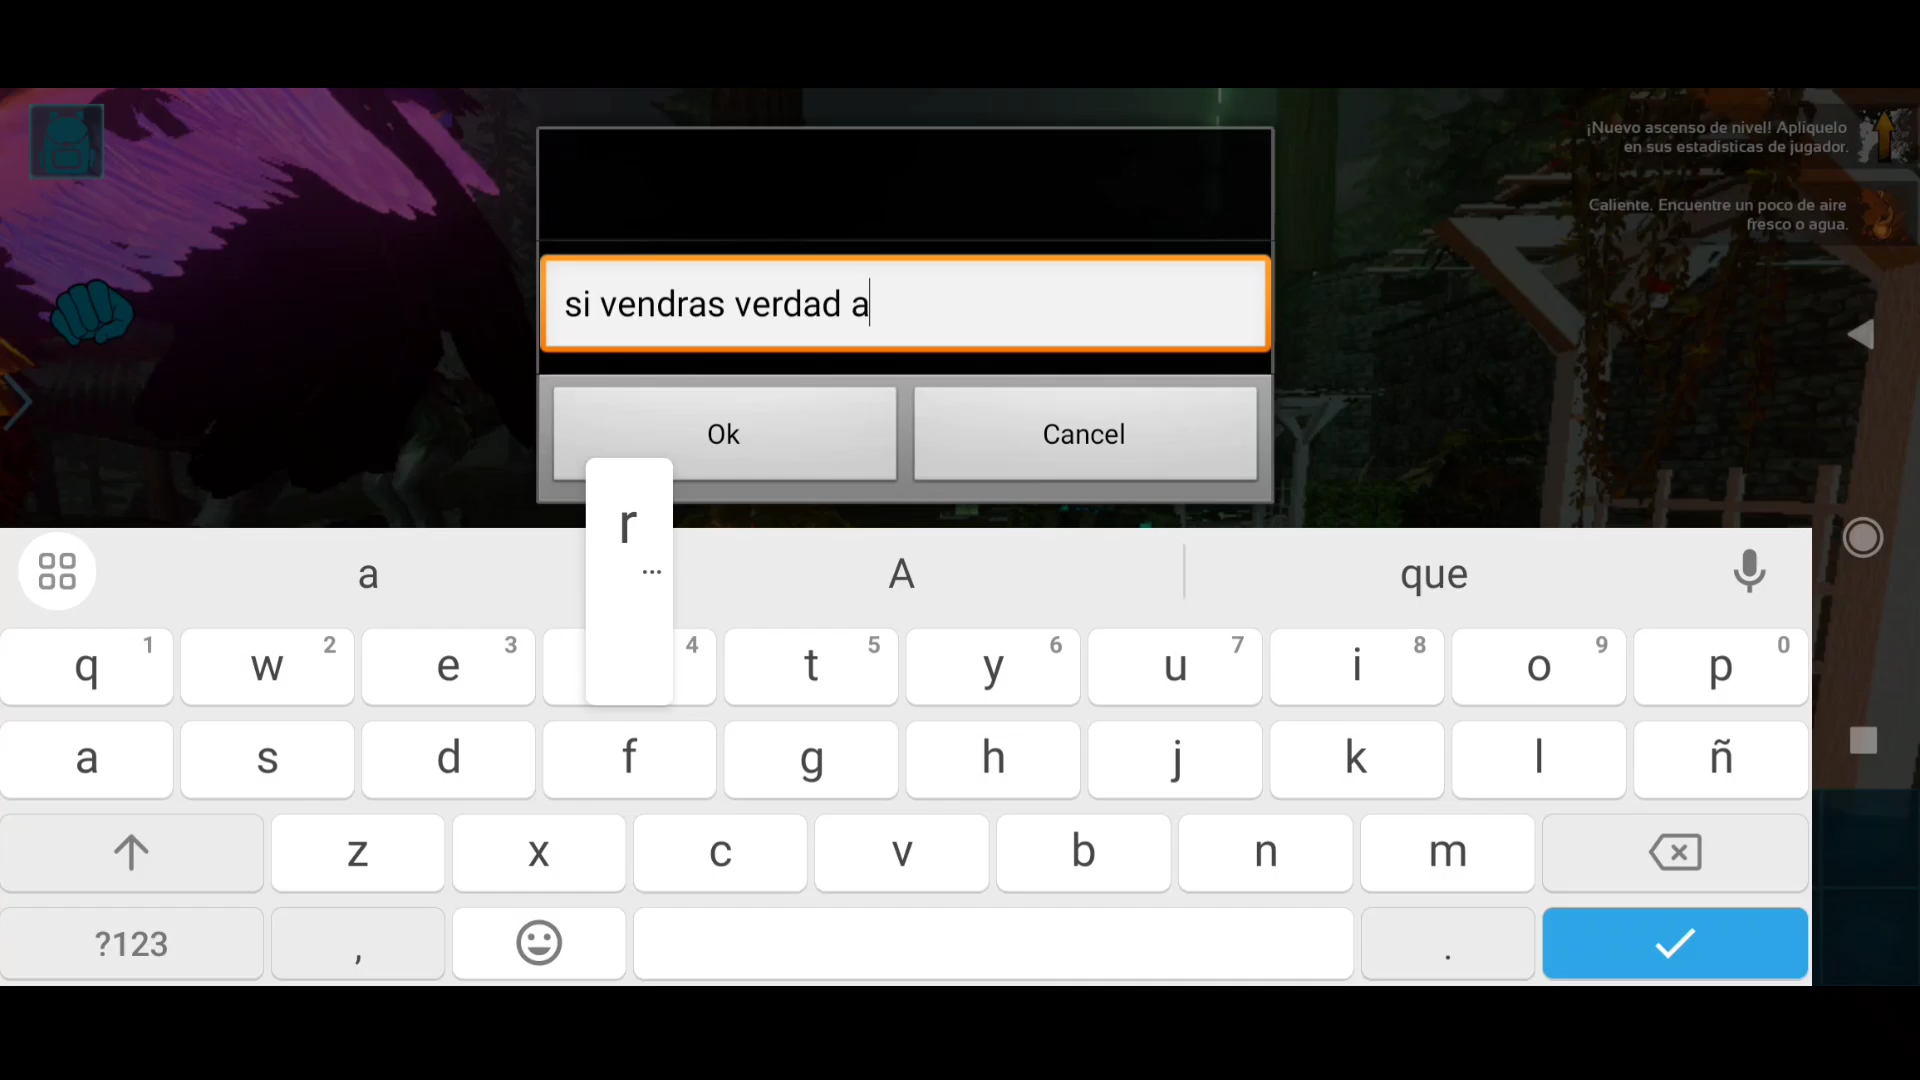 ¡Nuevo ascenso de nivel! Apliquelo
en sus estadisticas de jugador.
Caliente. Encuentre un poco de aire
fresco o agua.
si vendras verdad a
Ok Cancel
r
...
a A que
q 1 w 2 e 3 4 t 5 y 6 u 7 i 8 o 9 p 0
a s d f g h j k l ñ
z x c v b n m
?123 , .